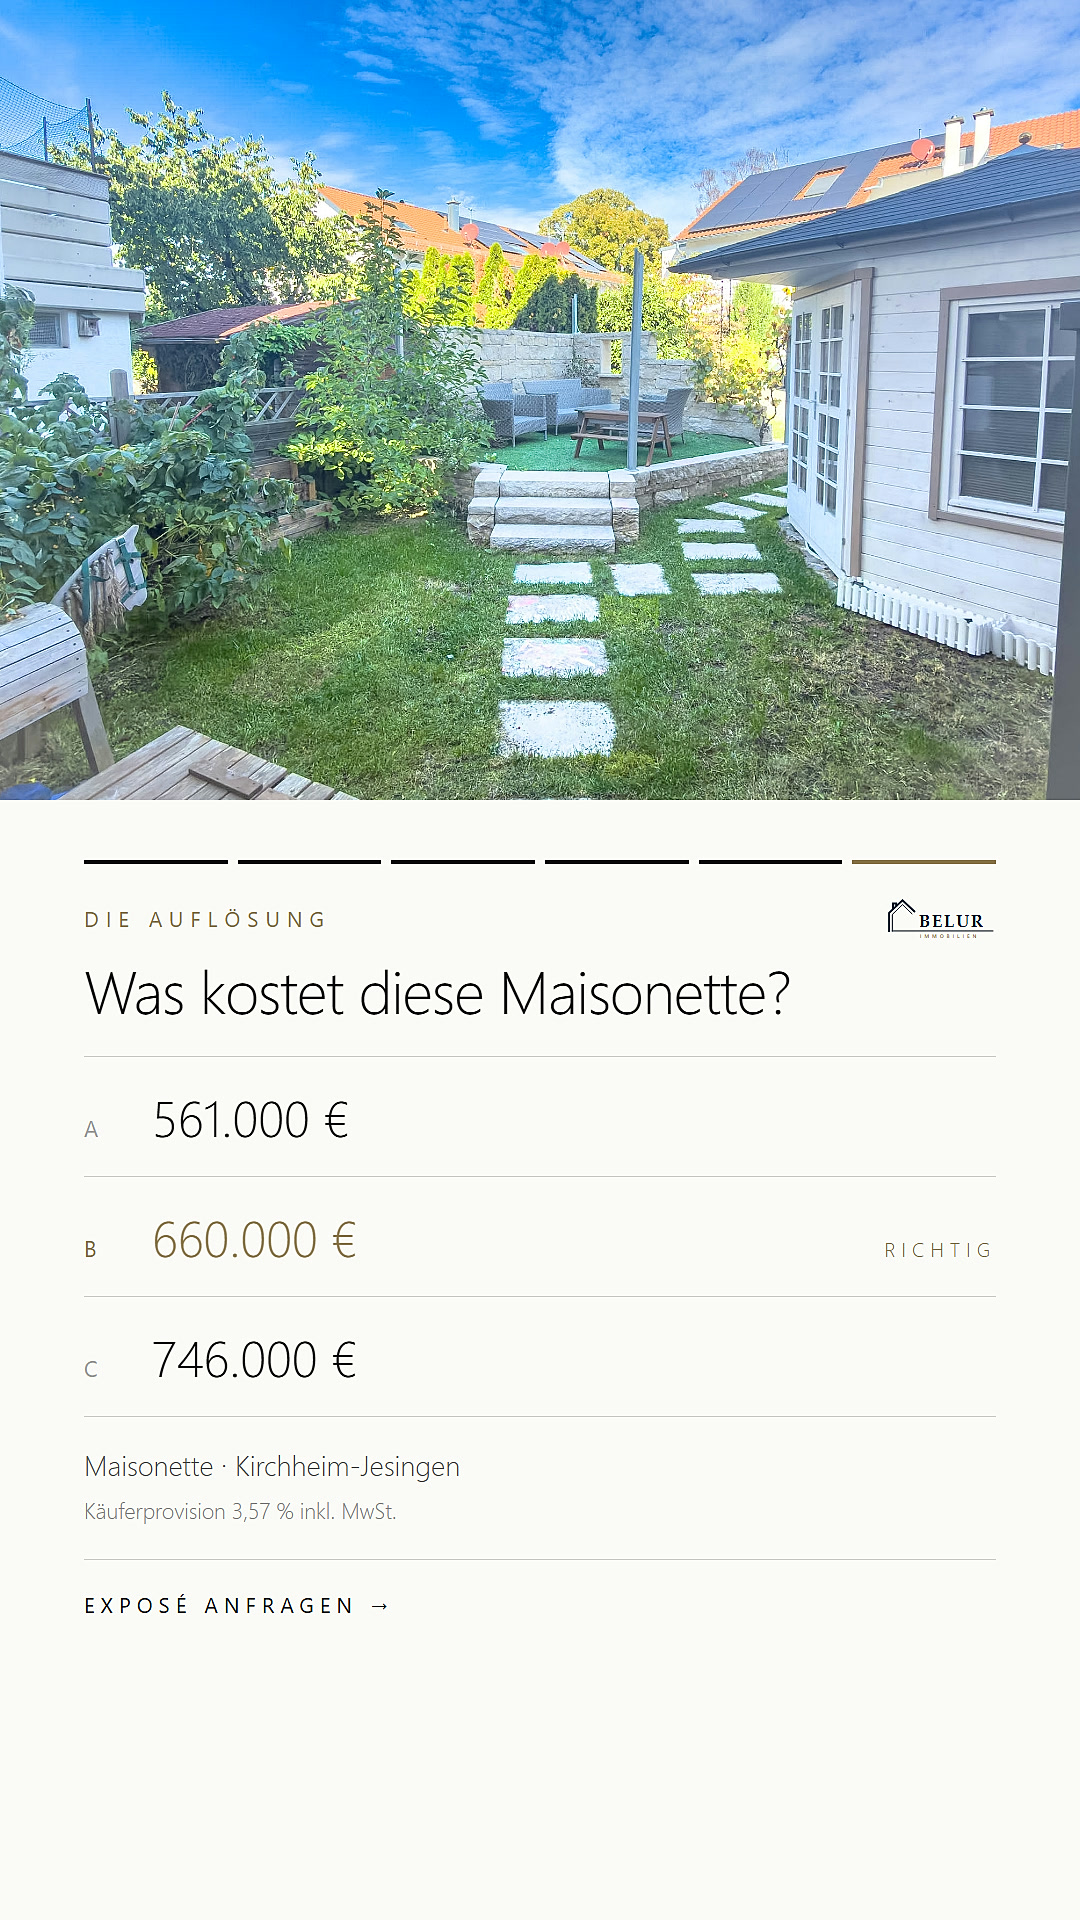 DIE AUFLÖSUNG
BELUR
IMMOBILIEN
Was kostet diese Maisonette?
A 561.000 €
B 660.000 € RICHTIG
C 746.000 €
Maisonette · Kirchheim-Jesingen
Käuferprovision 3,57 % inkl. MwSt.
EXPOSÉ ANFRAGEN →